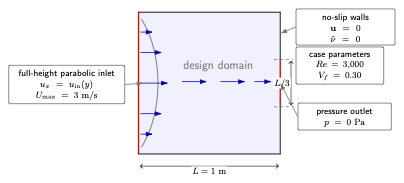 no-slip walls
u = 0
ν̃ = 0
case parameters
Re = 3,000
V_f = 0.30
design domain
full-height parabolic inlet
u_x = u_in(y)
U_max = 3 m/s
L/3
pressure outlet
p = 0 Pa
L = 1 m